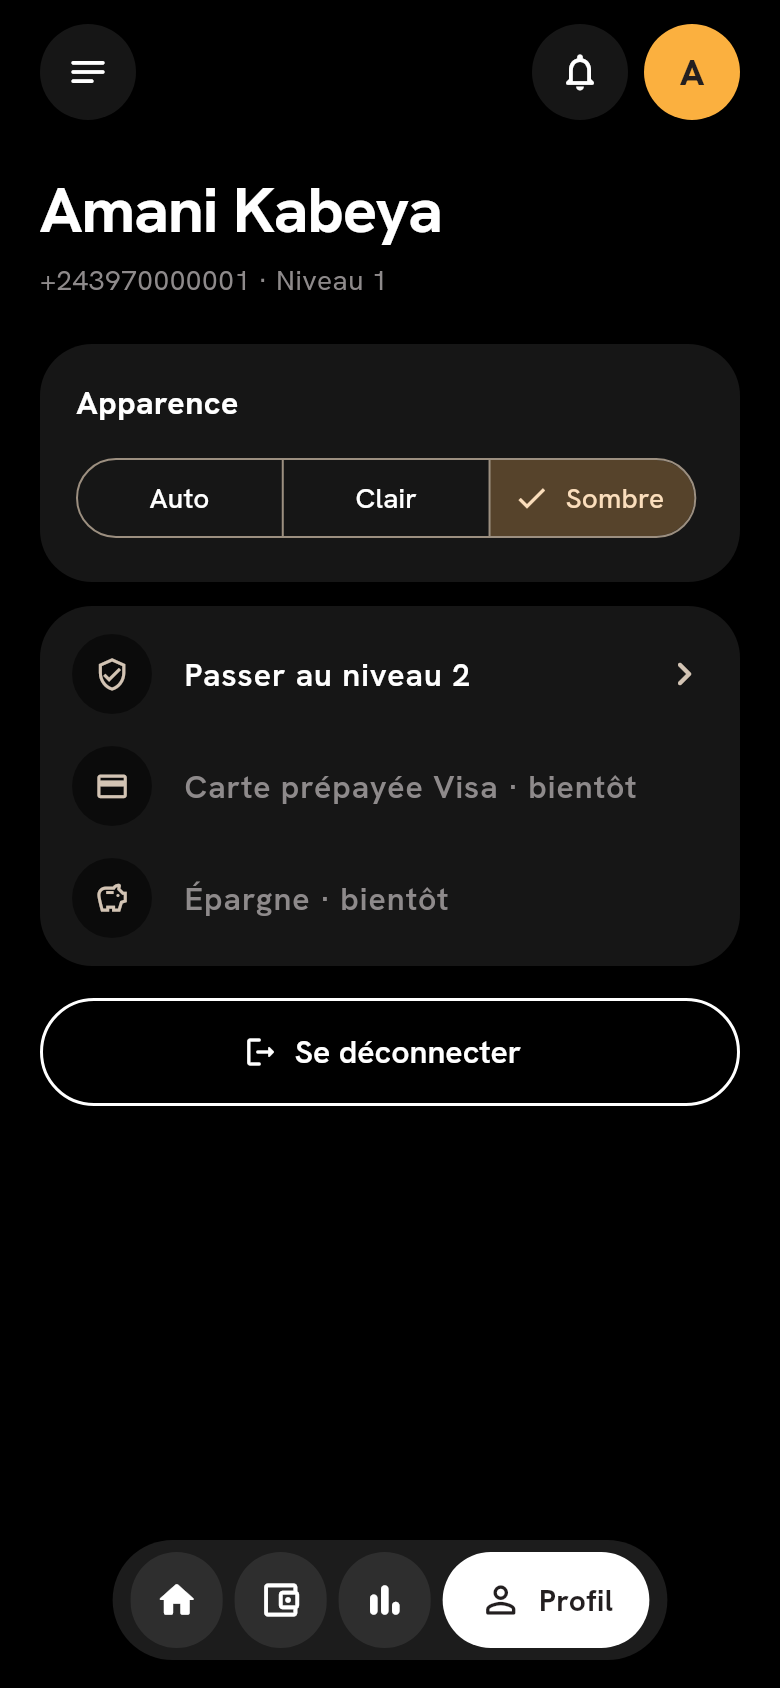 A
Amani Kabeya
+243970000001 · Niveau 1
Apparence
Auto
Clair
Sombre
Passer au niveau 2
Carte prépayée Visa · bientôt
Épargne · bientôt
Se déconnecter
Profil